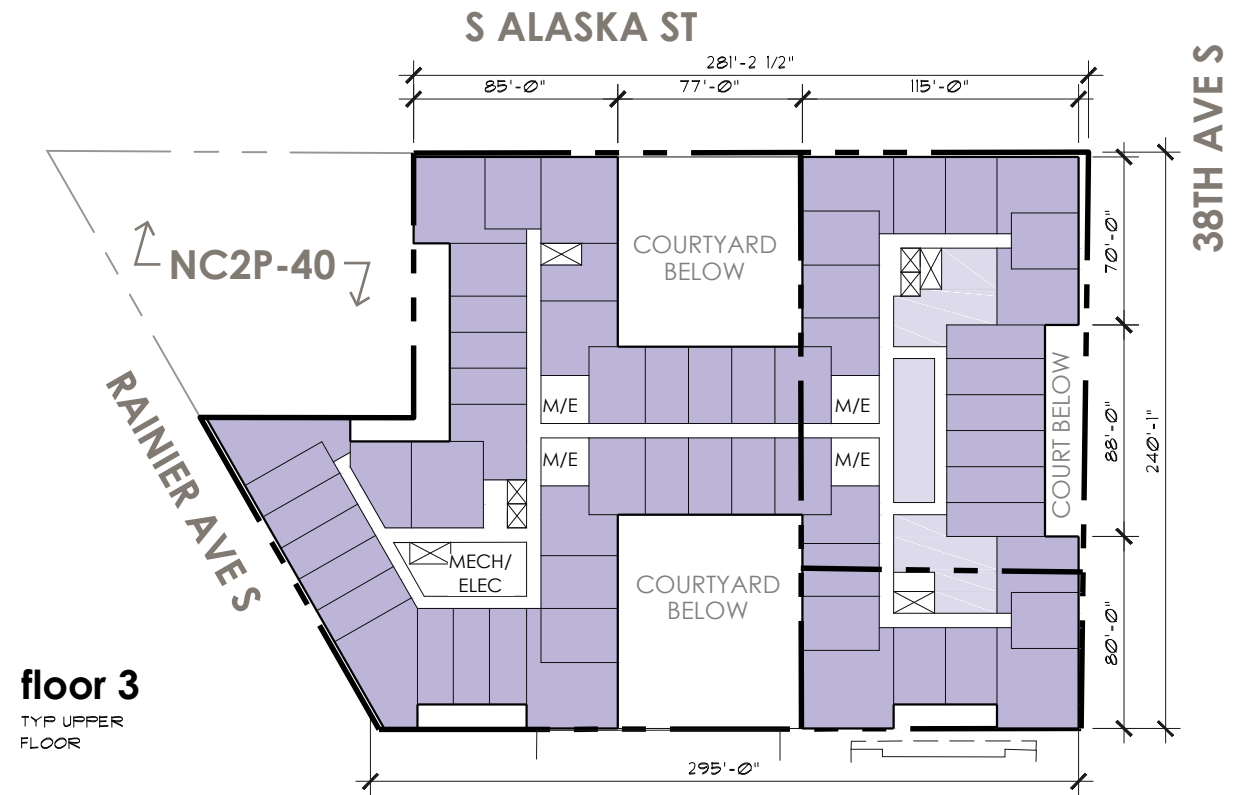 S ALASKA ST
281'-2 1/2"
85'-0"
77'-0"
115'-0"
38TH AVE S
NC2P-40
COURTYARD
BELOW
70'-0"
RAINIER AVE S
M/E
M/E
M/E
M/E
COURT BELOW
88'-0"
240'-1"
MECH/
ELEC
COURTYARD
BELOW
80'-0"
floor 3
TYP UPPER
FLOOR
295'-0"